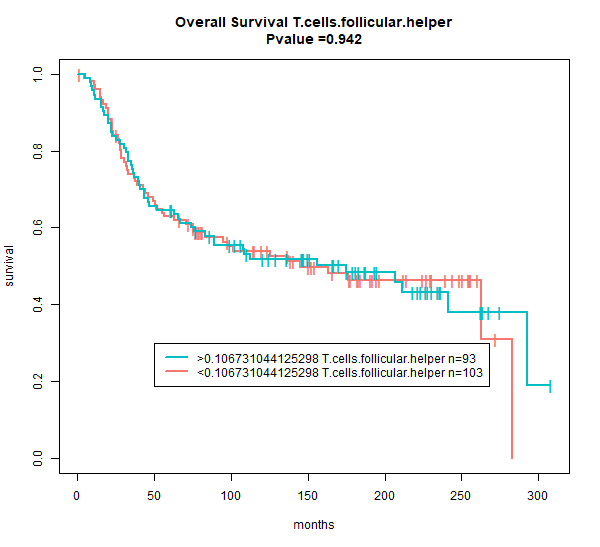 Overall Survival T.cells.follicular.helper
Pvalue =0.942
survival
1.0
0.8
0.6
0.4
0.2
0.0
>0.106731044125298 T.cells.follicular.helper n=93
<0.106731044125298 T.cells.follicular.helper n=103
0 50 100 150 200 250 300
months